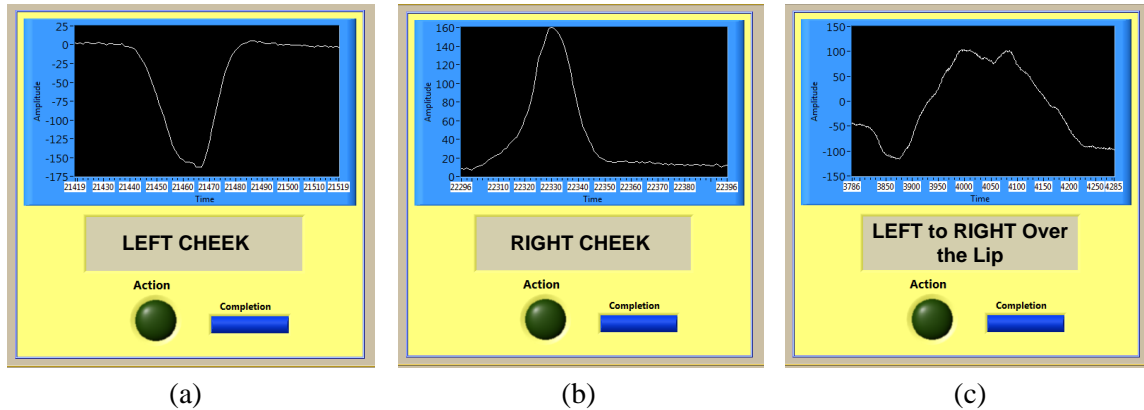 25
0
-25
-50
-75
-100
-125
-150
-175
Amplitude
21419 21430 21440 21450 21460 21470 21480 21490 21500 21510 21519
Time
LEFT CHEEK
Action
Completion
(a)
160
140
120
100
80
60
40
20
0
Amplitude
22296 22310 22320 22330 22340 22350 22360 22370 22380 22396
Time
RIGHT CHEEK
Action
Completion
(b)
150
100
50
0
-50
-100
-150
Amplitude
3786 3850 3900 3950 4000 4050 4100 4150 4200 4250 4285
Time
LEFT to RIGHT Over
the Lip
Action
Completion
(c)